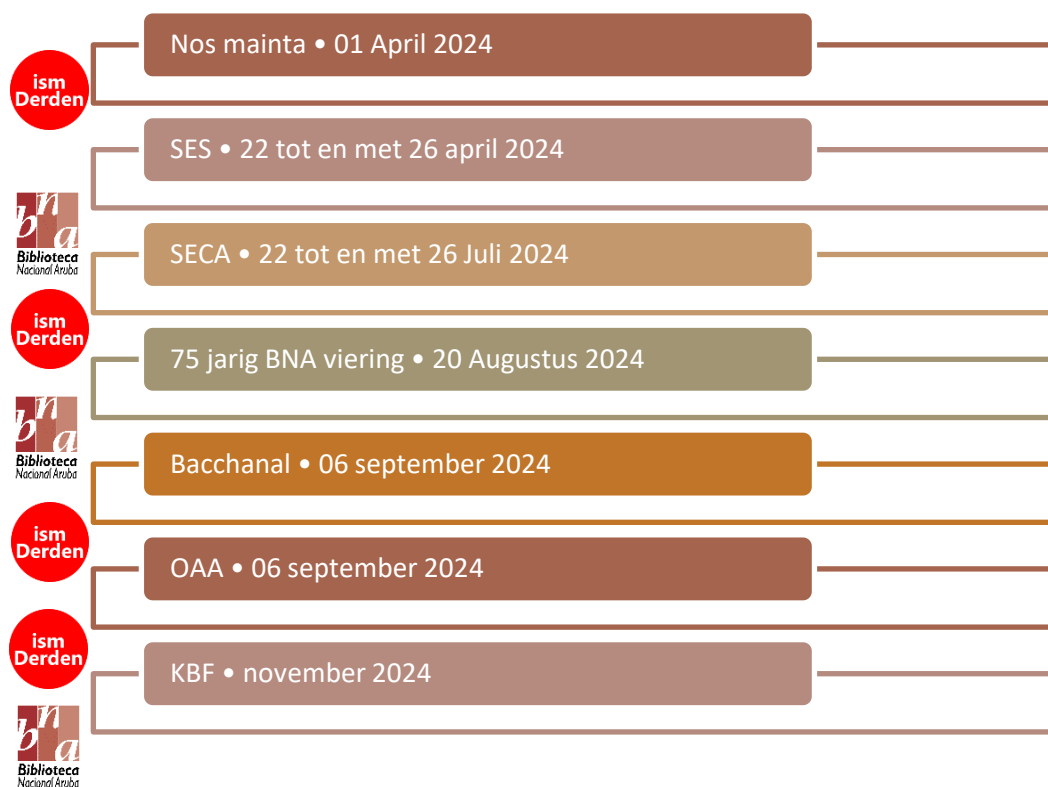 Nos mainta • 01 April 2024
ism
Derden
SES • 22 tot en met 26 april 2024
bna
Biblioteca
Nacional Aruba
SECA • 22 tot en met 26 Juli 2024
ism
Derden
75 jarig BNA viering • 20 Augustus 2024
bna
Biblioteca
Nacional Aruba
Bacchanal • 06 september 2024
ism
Derden
OAA • 06 september 2024
ism
Derden
KBF • november 2024
bna
Biblioteca
Nacional Aruba